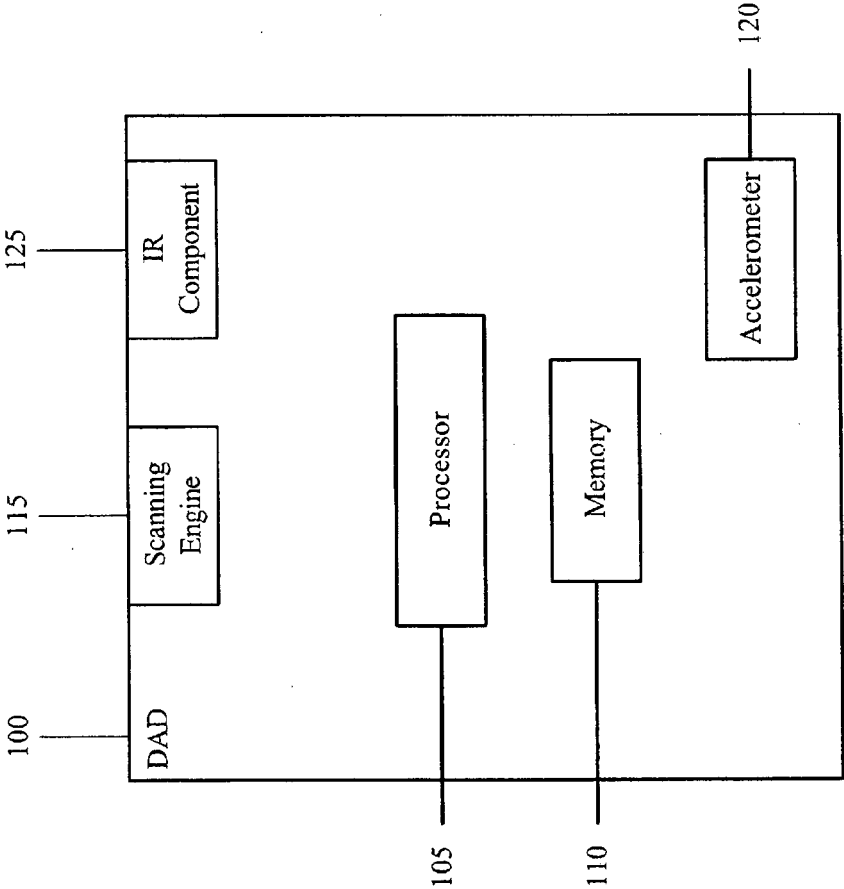 100
115
125
DAD
Scanning
Engine
IR
Component
105
Processor
110
Memory
Accelerometer
120